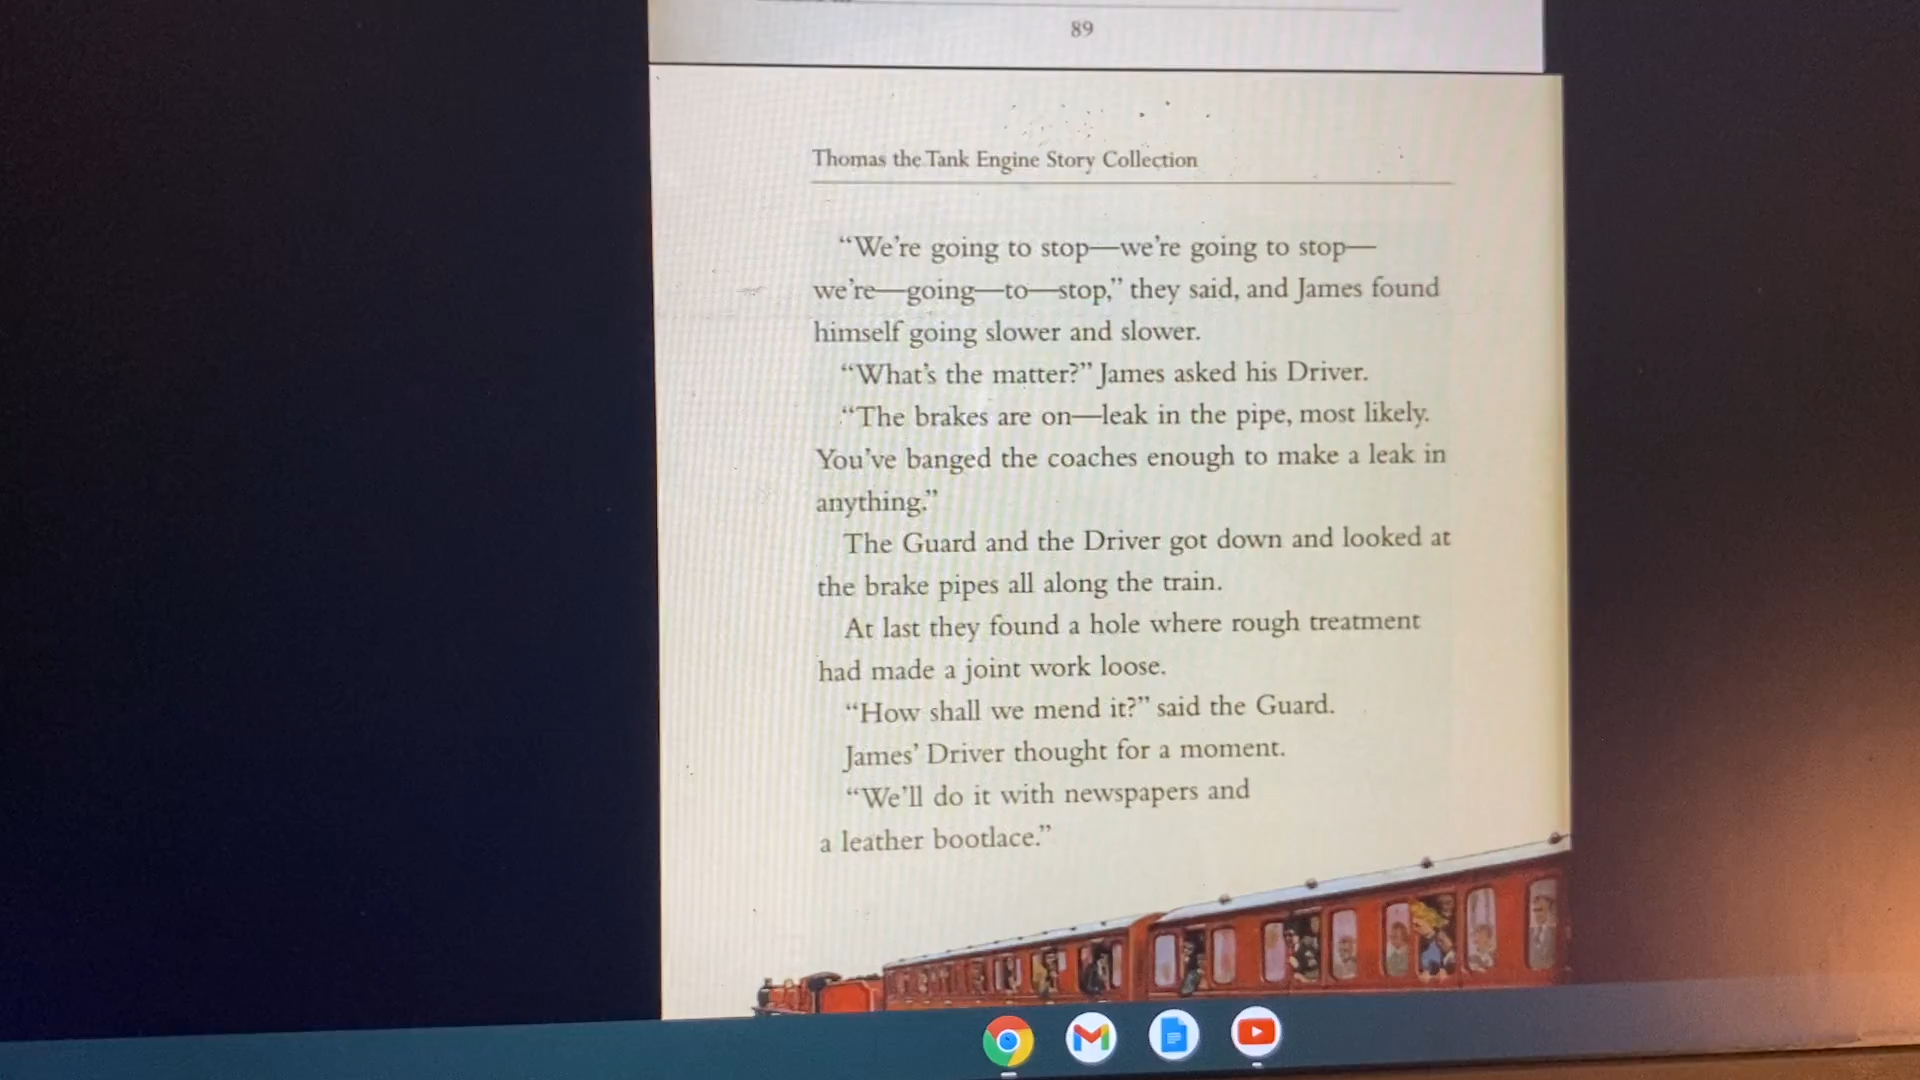 89
Thomas the Tank Engine Story Collection
“We’re going to stop—we’re going to stop—
we’re—going—to—stop,” they said, and James found
himself going slower and slower.
“What’s the matter?” James asked his Driver.
“The brakes are on—leak in the pipe, most likely.
You’ve banged the coaches enough to make a leak in
anything.”
The Guard and the Driver got down and looked at
the brake pipes all along the train.
At last they found a hole where rough treatment
had made a joint work loose.
“How shall we mend it?” said the Guard.
James’ Driver thought for a moment.
“We’ll do it with newspapers and
a leather bootlace.”